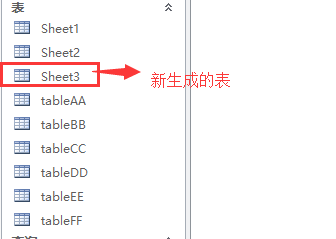 表
Sheet1
Sheet2
Sheet3
新生成的表
tableAA
tableBB
tableCC
tableDD
tableEE
tableFF